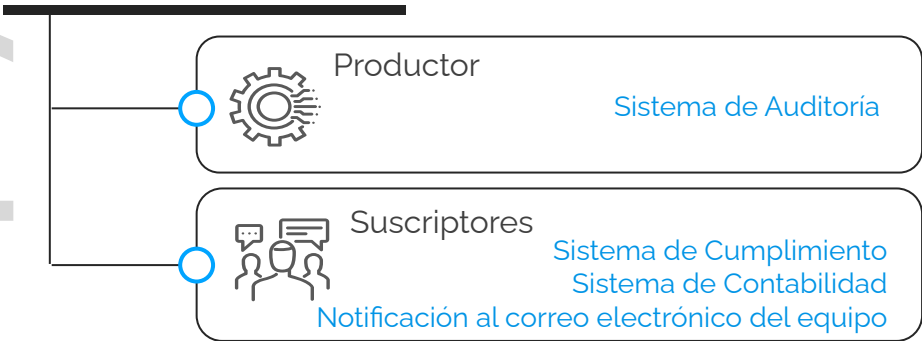 Productor
Sistema de Auditoría
Suscriptores
Sistema de Cumplimiento
Sistema de Contabilidad
Notificación al correo electrónico del equipo